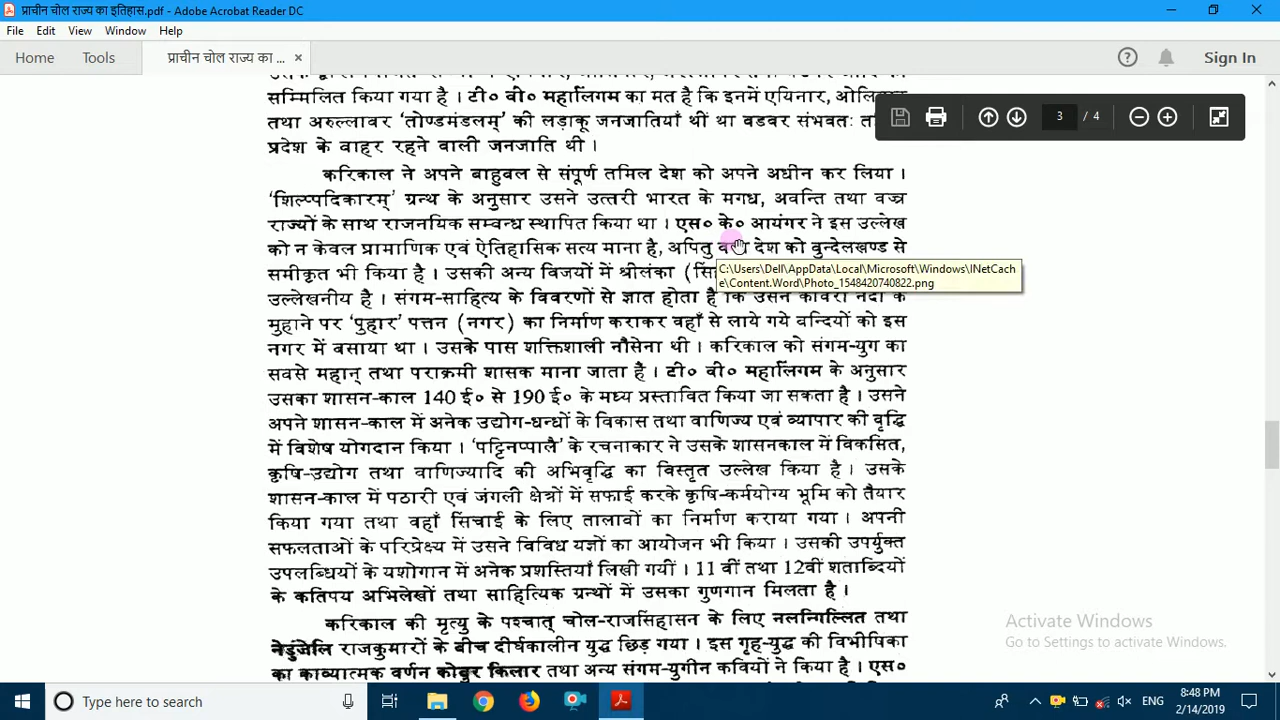 प्राचीन चोल राज्य का इतिहास.pdf - Adobe Acrobat Reader DC
File Edit View Window Help
Home Tools प्राचीन चोल राज्य का ... × Sign In
3 / 4
सम्मिलित किया गया है । टी० वी० महालिंगम का मत है कि इनमें एयिनार,
तथा अरुल्लावर 'तोण्डमंडलम्' की लड़ाकू जनजातियाँ थीं था वडवर संभवतः
प्रदेश के वाहर रहने वाली जनजाति थी ।
करिकाल ने अपने बाहुवल से संपूर्ण तमिल देश को अपने अधीन कर लिया ।
'शिल्पदिकारम्' ग्रन्थ के अनुसार उसने उत्तरी भारत के मगध, अवन्ति तथा वज्र
राज्यों के साथ राजनयिक सम्वन्ध स्थापित किया था । एस० के० आयंगर ने इस उल्लेख
को न केवल प्रामाणिक एवं ऐतिहासिक सत्य माना है, अपितु देश को वुन्देलखण्ड से
समीकृत भी किया है । उसकी अन्य विजयों में श्रीलंका
C:\Users\Dell\AppData\Local\Microsoft\Windows\INetCach
e\Content.Word\Photo_1548420740822.png
उल्लेखनीय है । संगम-साहित्य के विवरणों से ज्ञात होता है कि उसने कावेरी नदी के
मुहाने पर 'पुहार' पत्तन (नगर) का निर्माण कराकर वहाँ से लाये गये वन्दियों को इस
नगर में बसाया था । उसके पास शक्तिशाली नौसेना थी । करिकाल को संगम-युग का
सवसे महान् तथा पराक्रमी शासक माना जाता है । टी० वी० महालिंगम के अनुसार
उसका शासन-काल 140 ई० से 190 ई० के मध्य प्रस्तावित किया जा सकता है । उसने
अपने शासन-काल में अनेक उद्योग-धन्धों के विकास तथा वाणिज्य एवं व्यापार की वृद्धि
में विशेष योगदान किया । 'पट्टिनप्पालै' के रचनाकार ने उसके शासनकाल में विकसित,
कृषि-उद्योग तथा वाणिज्यादि की अभिवृद्धि का विस्तृत उल्लेख किया है । उसके
शासन-काल में पठारी एवं जंगली क्षेत्रों में सफाई करके कृषि-कर्मयोग्य भूमि को तैयार
किया गया तथा वहाँ सिंचाई के लिए तालाबों का निर्माण कराया गया । अपनी
सफलताओं के परिप्रेक्ष्य में उसने विविध यज्ञों का आयोजन भी किया । उसकी उपर्युक्त
उपलब्धियों के यशोगान में अनेक प्रशस्तियाँ लिखी गयीं । 11 वीं तथा 12वीं शताब्दियों
के कतिपय अभिलेखों तथा साहित्यिक ग्रन्थों में उसका गुणगान मिलता है ।
करिकाल की मृत्यु के पश्चात् चोल-राजसिंहासन के लिए नलन्गिल्लित तथा
नेडुंजेलि राजकुमारों के बीच दीर्घकालीन युद्ध छिड़ गया । इस गृह-युद्ध की विभीषिका
का काव्यात्मक वर्णन कोवुर किलार तथा अन्य संगम-युगीन कवियों ने किया है । एस०
Activate Windows
Go to Settings to activate Windows.
Type here to search
ENG
8:48 PM
2/14/2019